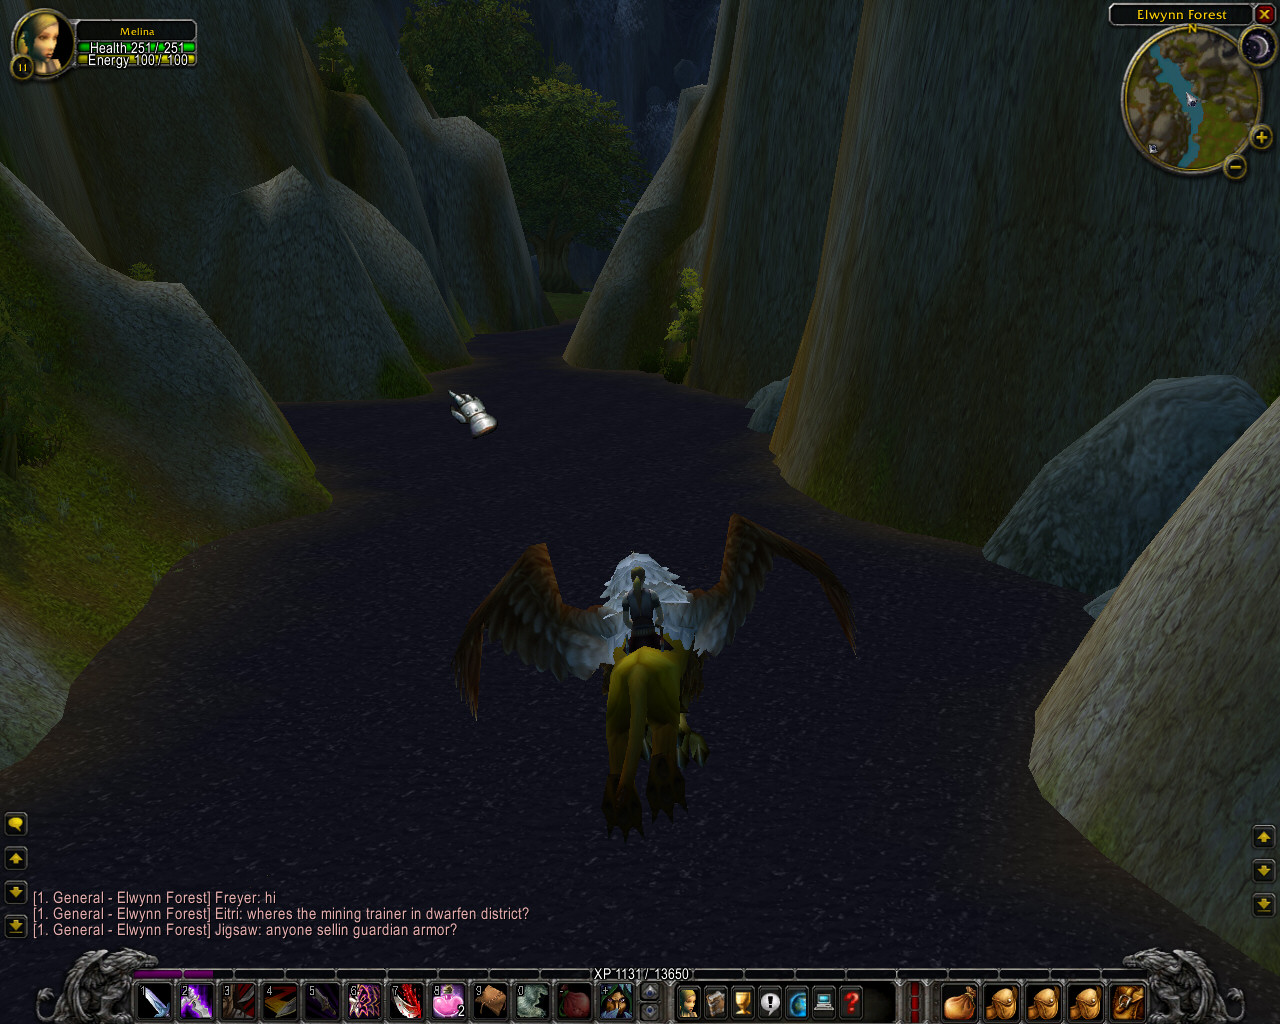 Melina
Health 251 / 251
Energy 100 / 100
11
Elwynn Forest
N
[1. General - Elwynn Forest] Freyer: hi
[1. General - Elwynn Forest] Eitri: wheres the mining trainer in dwarfen district?
[1. General - Elwynn Forest] Jigsaw: anyone sellin guardian armor?
XP 1131 / 13650
1 2 3 4 5 6 7 8 9 0 - +
2